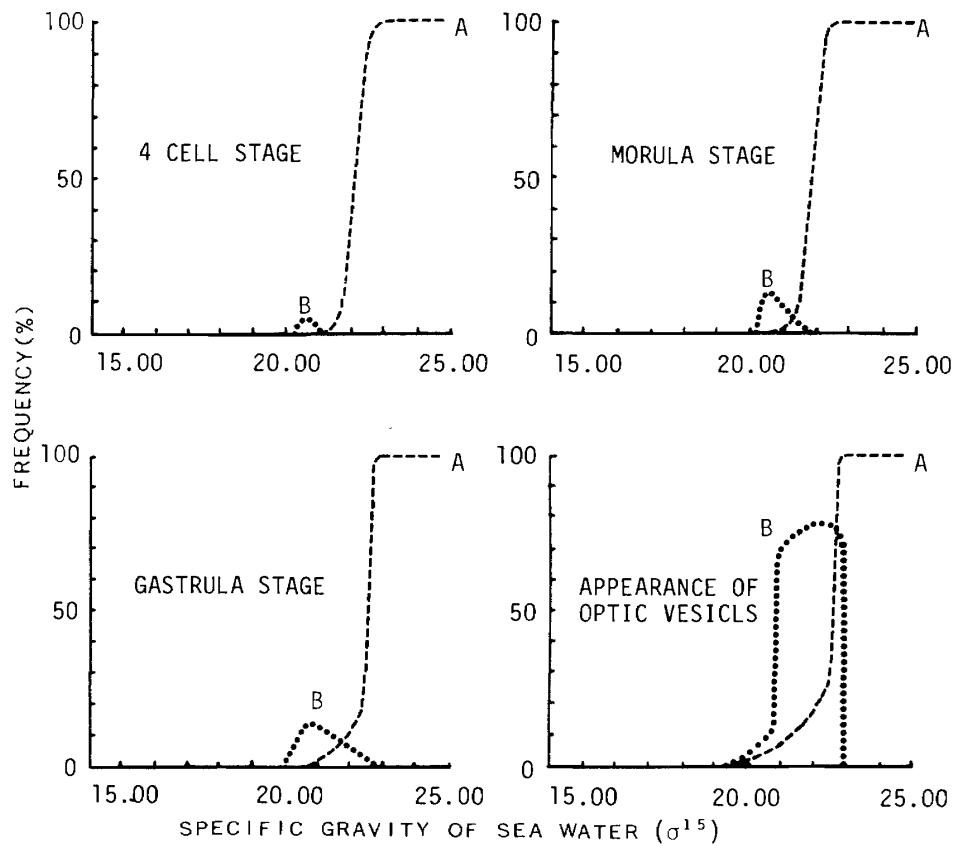 100
A
4 CELL STAGE
50
B
0
15.00 20.00 25.00
100
A
MORULA STAGE
50
B
0
15.00 20.00 25.00
FREQUENCY(%)
100
A
GASTRULA STAGE
50
B
0
15.00 20.00 25.00
100
A
B
APPEARANCE OF
OPTIC VESICLS
50
0
15.00 20.00 25.00
SPECIFIC GRAVITY OF SEA WATER (σ¹⁵)